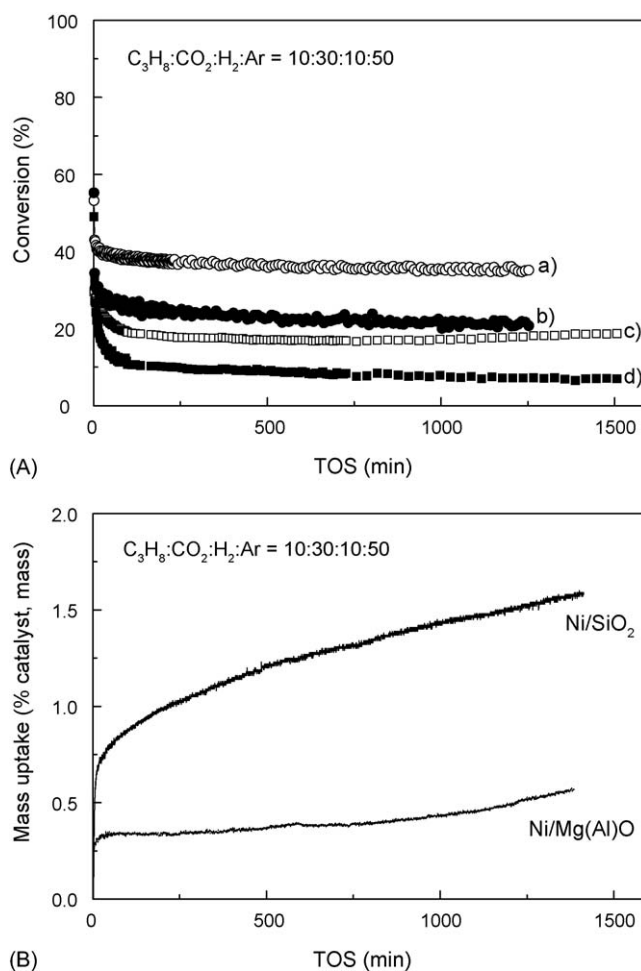 C₃H₈:CO₂:H₂:Ar = 10:30:10:50
Conversion (%)
100
80
60
40
20
0
a)
b)
c)
d)
0
500
1000
1500
(A)
TOS (min)
C₃H₈:CO₂:H₂:Ar = 10:30:10:50
Mass uptake (% catalyst, mass)
2.0
1.5
1.0
0.5
0.0
Ni/SiO₂
Ni/Mg(Al)O
0
500
1000
1500
(B)
TOS (min)